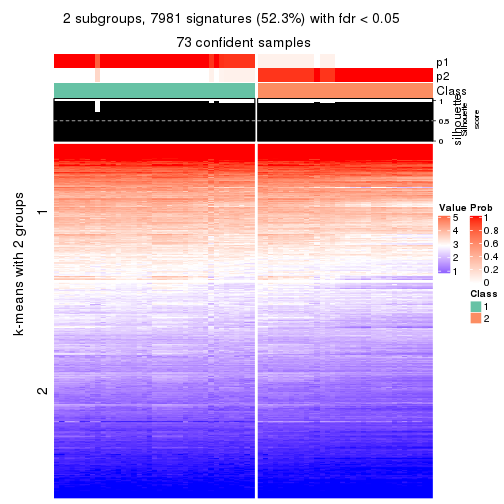 2 subgroups, 7981 signatures (52.3%) with fdr < 0.05
73 confident samples
p1
p2
Class
1
0.5
0
silhouette
Silhouette
score
k-means with 2 groups
1
2
Value
5
4
3
2
1
Prob
1
0.8
0.6
0.4
0.2
0
Class
1
2